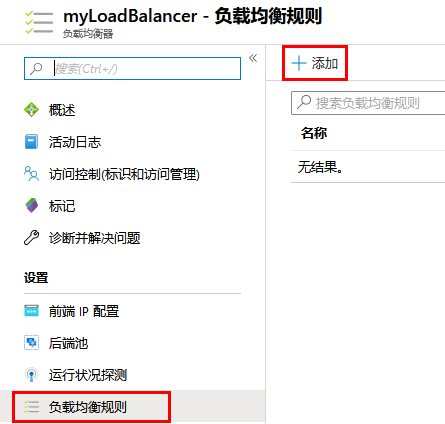 myLoadBalancer - 负载均衡规则
负载均衡器
搜索(Ctrl+/)
«
概述
活动日志
访问控制(标识和访问管理)
标记
诊断并解决问题
设置
前端 IP 配置
后端池
运行状况探测
负载均衡规则
+ 添加
搜索负载均衡规则
名称
无结果。